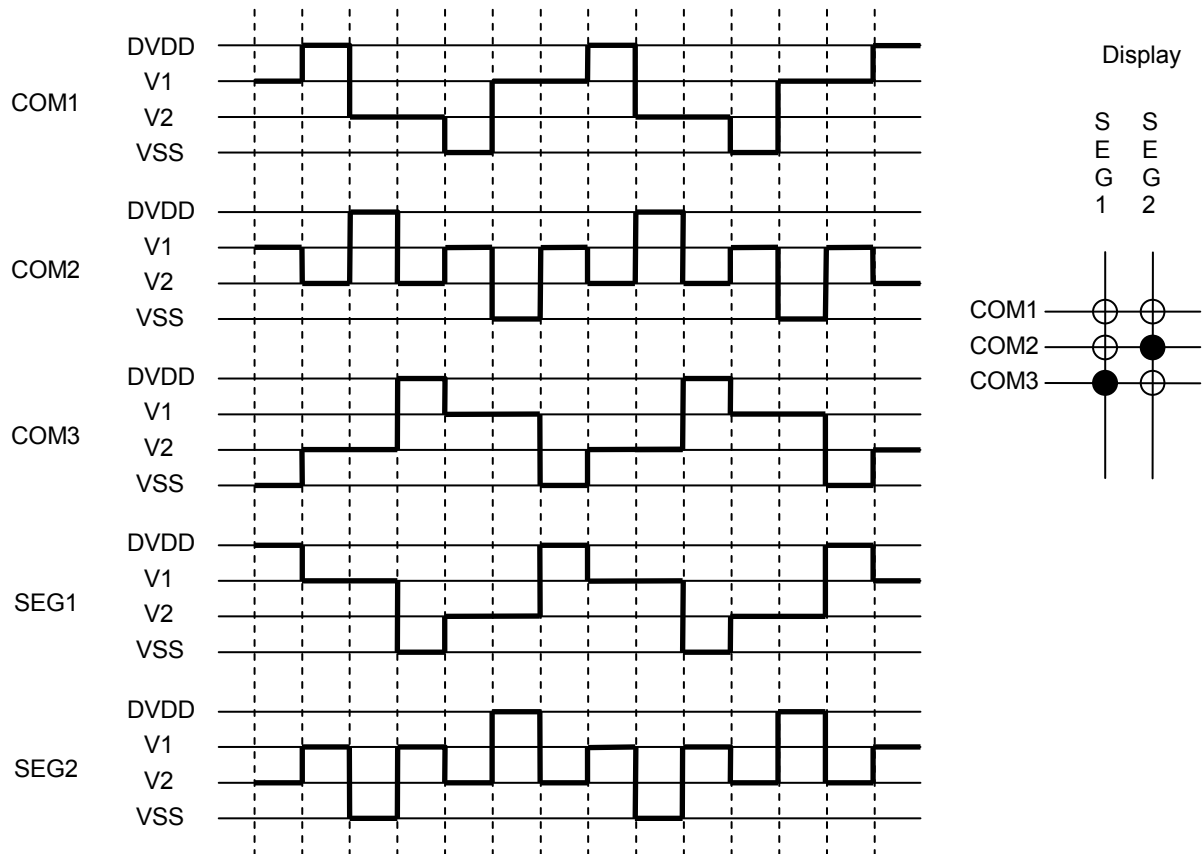 DVDD
V1
COM1
V2
VSS
DVDD
V1
COM2
V2
VSS
DVDD
V1
COM3
V2
VSS
DVDD
V1
SEG1
V2
VSS
DVDD
V1
SEG2
V2
VSS
Display
S S
E E
G G
1 2
COM1
COM2
COM3